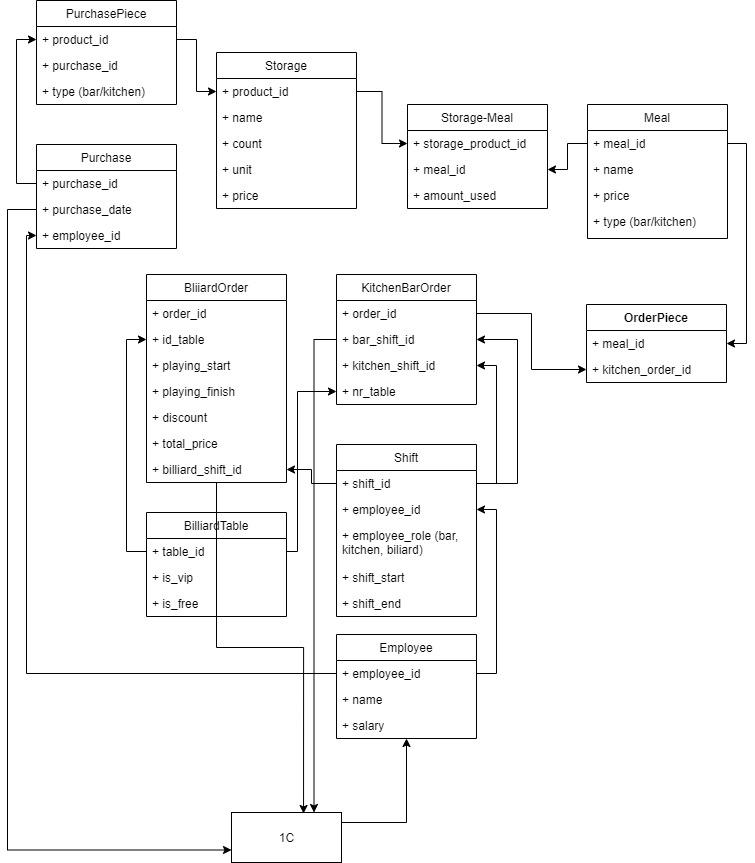 PurchasePiece
+ product_id
+ purchase_id
+ type (bar/kitchen)
Storage
+ product_id
+ name
+ count
+ unit
+ price
Storage-Meal
+ storage_product_id
+ meal_id
+ amount_used
Meal
+ meal_id
+ name
+ price
+ type (bar/kitchen)
Purchase
+ purchase_id
+ purchase_date
+ employee_id
BliiardOrder
+ order_id
+ id_table
+ playing_start
+ playing_finish
+ discount
+ total_price
+ billiard_shift_id
KitchenBarOrder
+ order_id
+ bar_shift_id
+ kitchen_shift_id
+ nr_table
OrderPiece
+ meal_id
+ kitchen_order_id
Shift
+ shift_id
+ employee_id
+ employee_role (bar,
kitchen, biliard)
+ shift_start
+ shift_end
BilliardTable
+ table_id
+ is_vip
+ is_free
Employee
+ employee_id
+ name
+ salary
1C